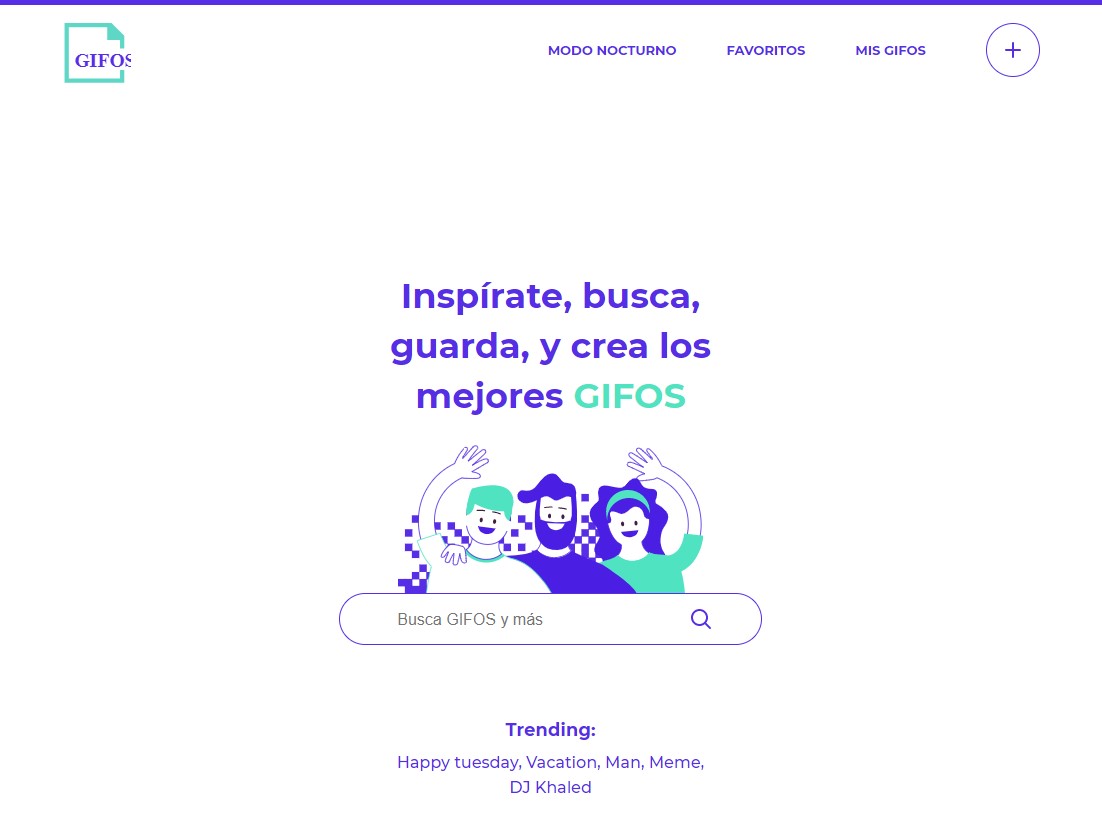 GIFOS
MODO NOCTURNO
FAVORITOS
MIS GIFOS
Inspírate, busca,
guarda, y crea los
mejores GIFOS
Busca GIFOS y más
Trending:
Happy tuesday, Vacation, Man, Meme,
DJ Khaled